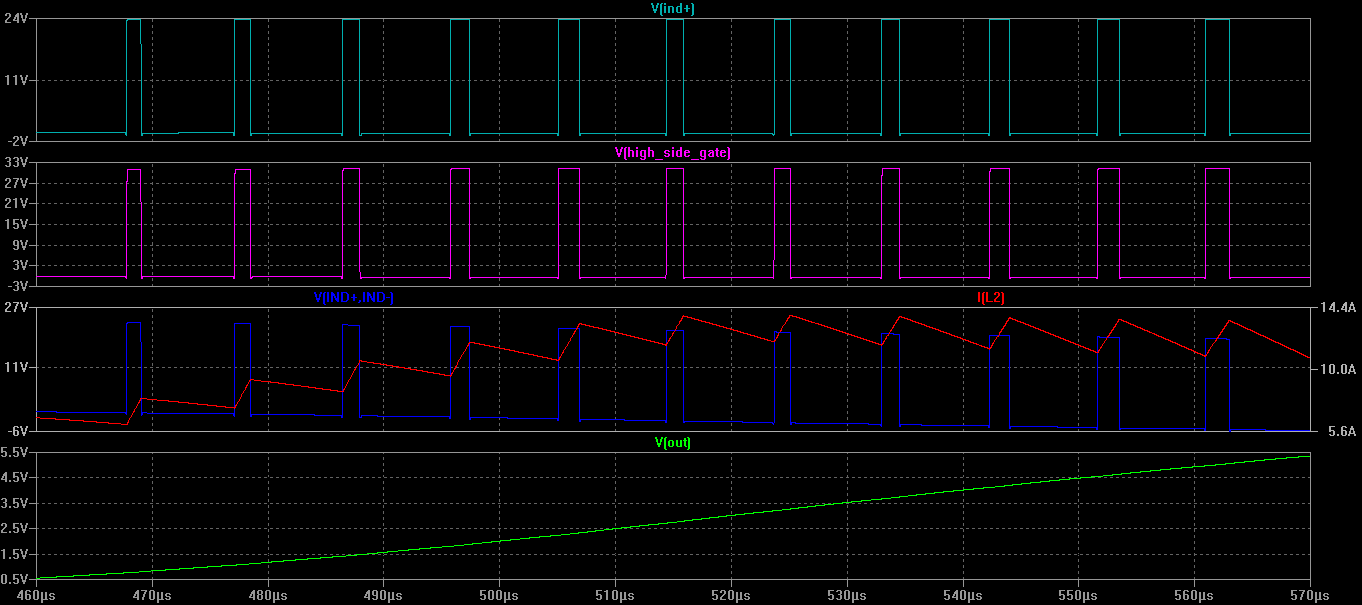 V(ind+)
24V
11V
-2V
V(high_side_gate)
33V
27V
21V
15V
9V
3V
-3V
V(IND+,IND-) I(L2)
27V 14.4A
11V 10.0A
-6V 5.6A
V(out)
5.5V
4.5V
3.5V
2.5V
1.5V
0.5V
460µs 470µs 480µs 490µs 500µs 510µs 520µs 530µs 540µs 550µs 560µs 570µs